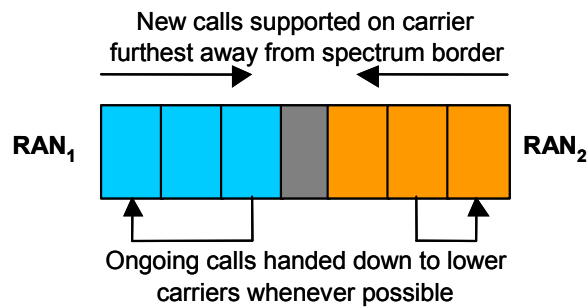 New calls supported on carrier
furthest away from spectrum border
RAN1
RAN2
Ongoing calls handed down to lower
carriers whenever possible